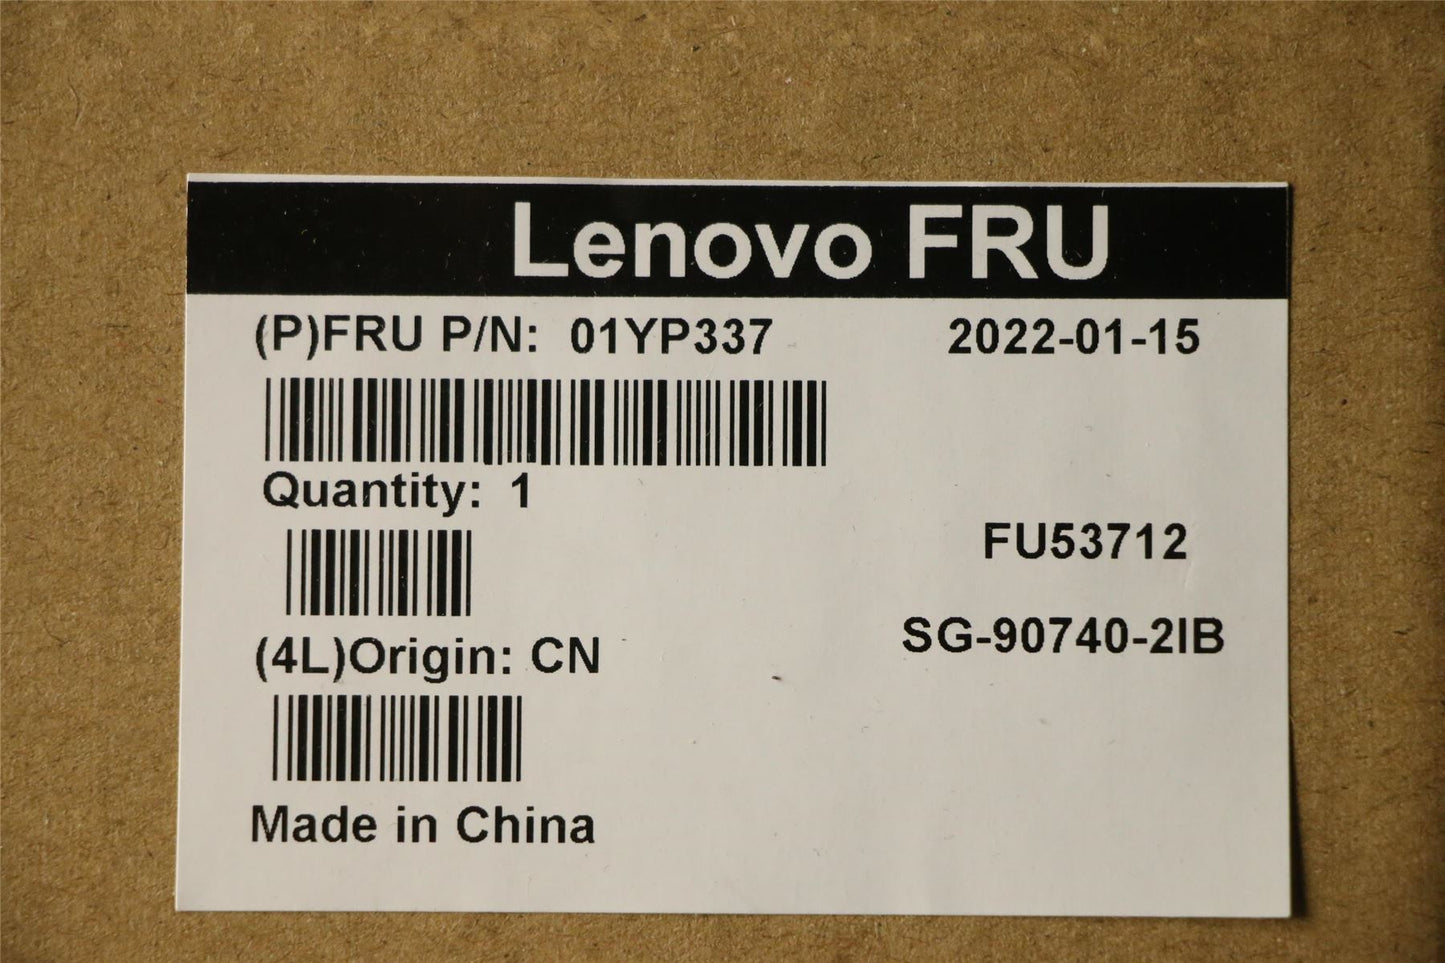 Lenovo FRU
(P)FRU P/N: 01YP337 2022-01-15
Quantity: 1
FU53712
(4L)Origin: CN SG-90740-2IB
Made in China